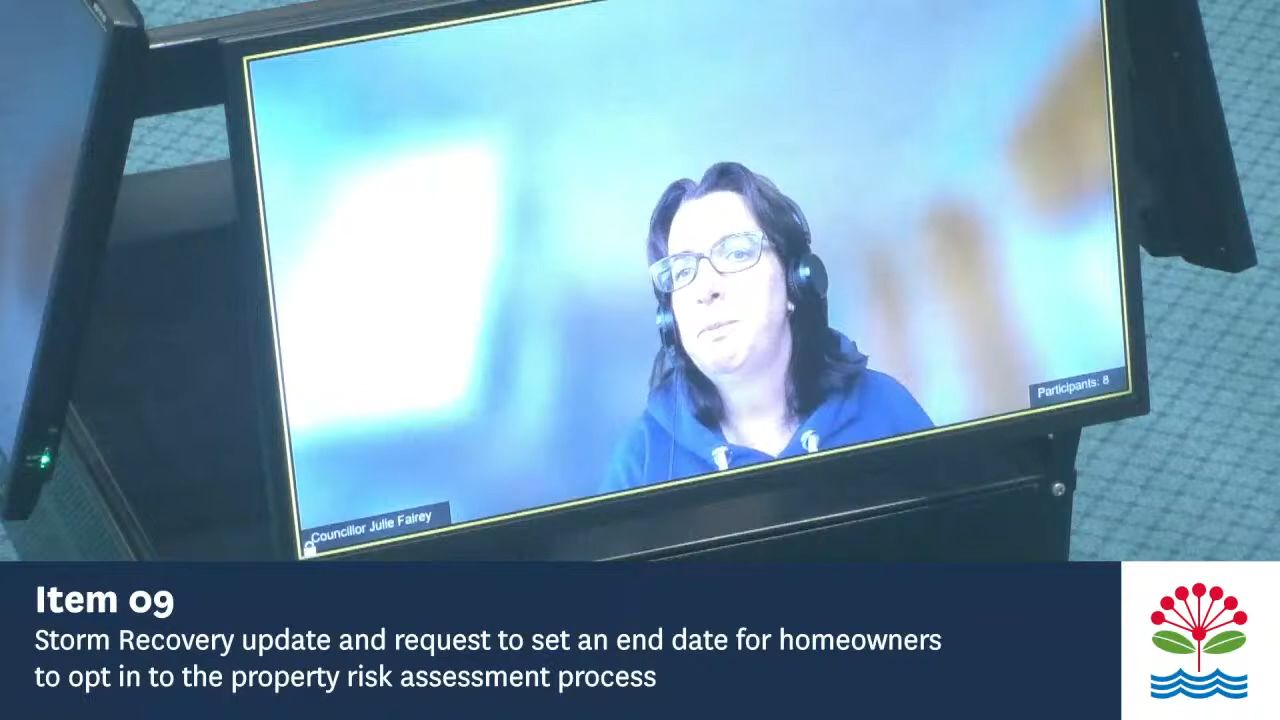 Participants: 8
Councillor Julie Fairey
Item 09
Storm Recovery update and request to set an end date for homeowners
to opt in to the property risk assessment process